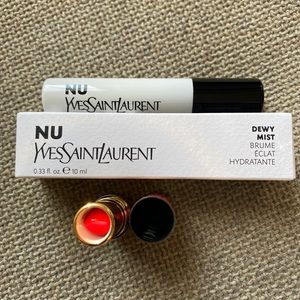 NU
YVESSAINTLAURENT
NU
YVESSAINTLAURENT
0.33 fl. oz. ℮ 10 ml
DEWY
MIST
BRUME
ÉCLAT
HYDRATANTE